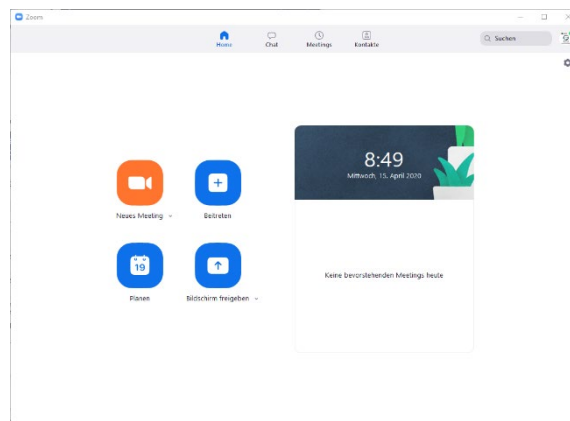 Zoom
Home
Chat
Meetings
Kontakte
Suchen
8:49
Mittwoch, 15. April 2020
Neues Meeting
Beitreten
19
Planen
Bildschirm freigeben
Keine bevorstehenden Meetings heute